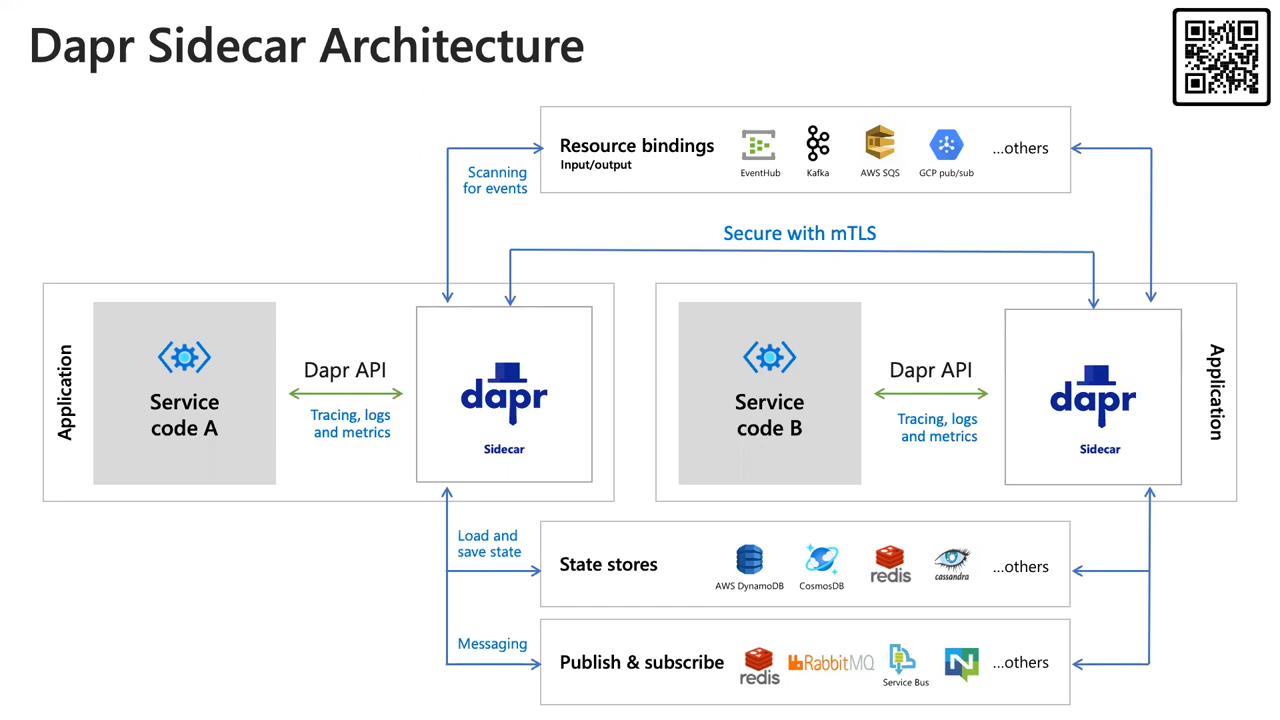 Dapr Sidecar Architecture
Resource bindings
Input/output
EventHub
Kafka
AWS SQS
GCP pub/sub
...others
Scanning
for events
Secure with mTLS
Application
Service
code A
Dapr API
Tracing, logs
and metrics
dapr
Sidecar
Service
code B
Dapr API
Tracing, logs
and metrics
dapr
Sidecar
Application
Load and
save state
State stores
AWS DynamoDB
CosmosDB
redis
cassandra
...others
Messaging
Publish & subscribe
redis
RabbitMQ
Service Bus
N
...others